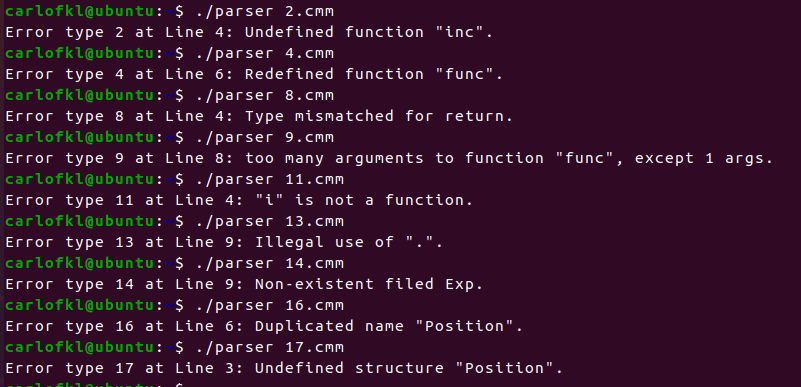 carlofkl@ubuntu:~$ ./parser 2.cmm
Error type 2 at Line 4: Undefined function "inc".
carlofkl@ubuntu:~$ ./parser 4.cmm
Error type 4 at Line 6: Redefined function "func".
carlofkl@ubuntu:~$ ./parser 8.cmm
Error type 8 at Line 4: Type mismatched for return.
carlofkl@ubuntu:~$ ./parser 9.cmm
Error type 9 at Line 8: too many arguments to function "func", except 1 args.
carlofkl@ubuntu:~$ ./parser 11.cmm
Error type 11 at Line 4: "i" is not a function.
carlofkl@ubuntu:~$ ./parser 13.cmm
Error type 13 at Line 9: Illegal use of ".".
carlofkl@ubuntu:~$ ./parser 14.cmm
Error type 14 at Line 9: Non-existent filed Exp.
carlofkl@ubuntu:~$ ./parser 16.cmm
Error type 16 at Line 6: Duplicated name "Position".
carlofkl@ubuntu:~$ ./parser 17.cmm
Error type 17 at Line 3: Undefined structure "Position".